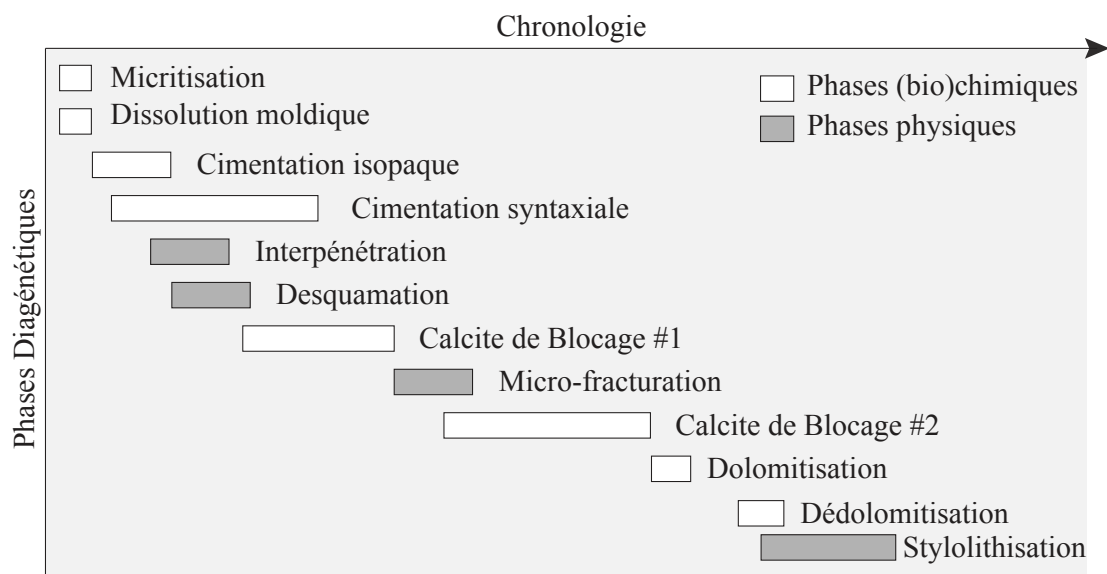 Chronologie
Micritisation
Phases (bio)chimiques
Dissolution moldique
Phases physiques
Cimentation isopaque
Cimentation syntaxiale
Interpénétration
Desquamation
Calcite de Blocage #1
Micro-fracturation
Calcite de Blocage #2
Dolomitisation
Dédolomitisation
Stylolithisation
Phases Diagénétiques